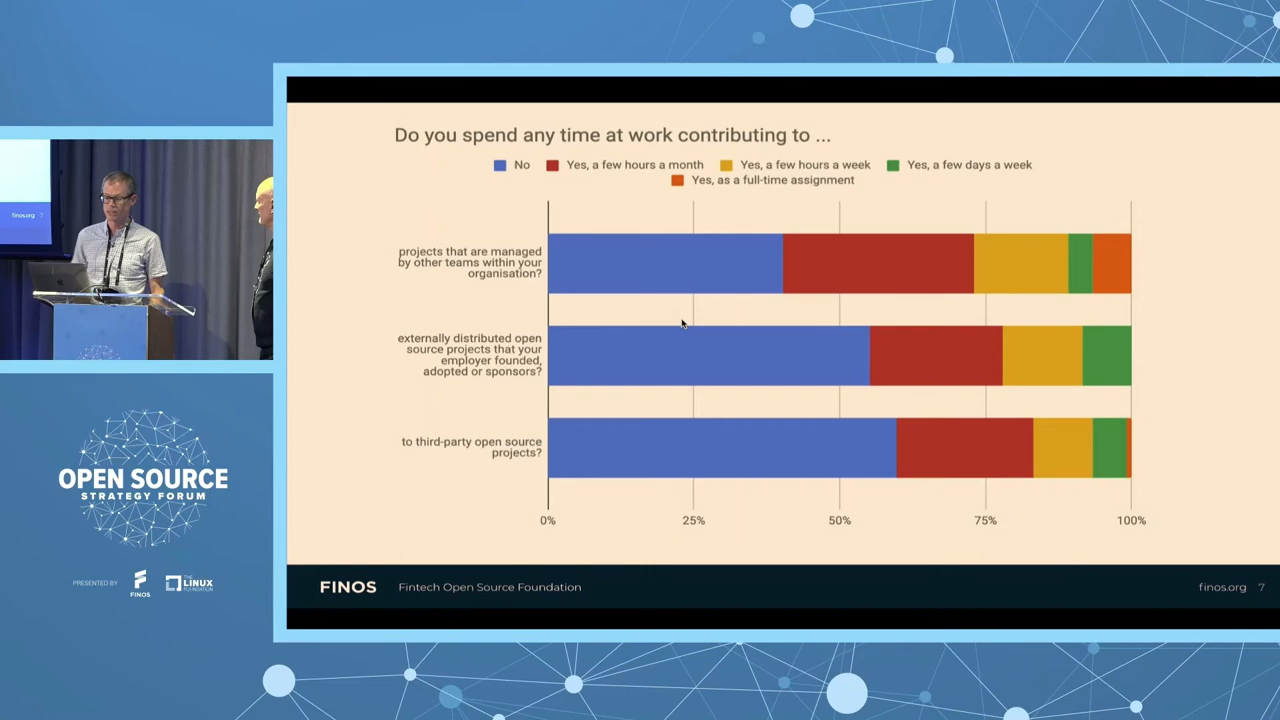 Do you spend any time at work contributing to ...
No
Yes, a few hours a month
Yes, a few hours a week
Yes, a few days a week
Yes, as a full-time assignment
projects that are managed
by other teams within your
organisation?
externally distributed open
source projects that your
employer founded,
adopted or sponsors?
to third-party open source
projects?
0%
25%
50%
75%
100%
FINOS
Fintech Open Source Foundation
finos.org 7
finos.org 7
OPEN SOURCE
STRATEGY FORUM
PRESENTED BY
FINOS
THE
LINUX
FOUNDATION